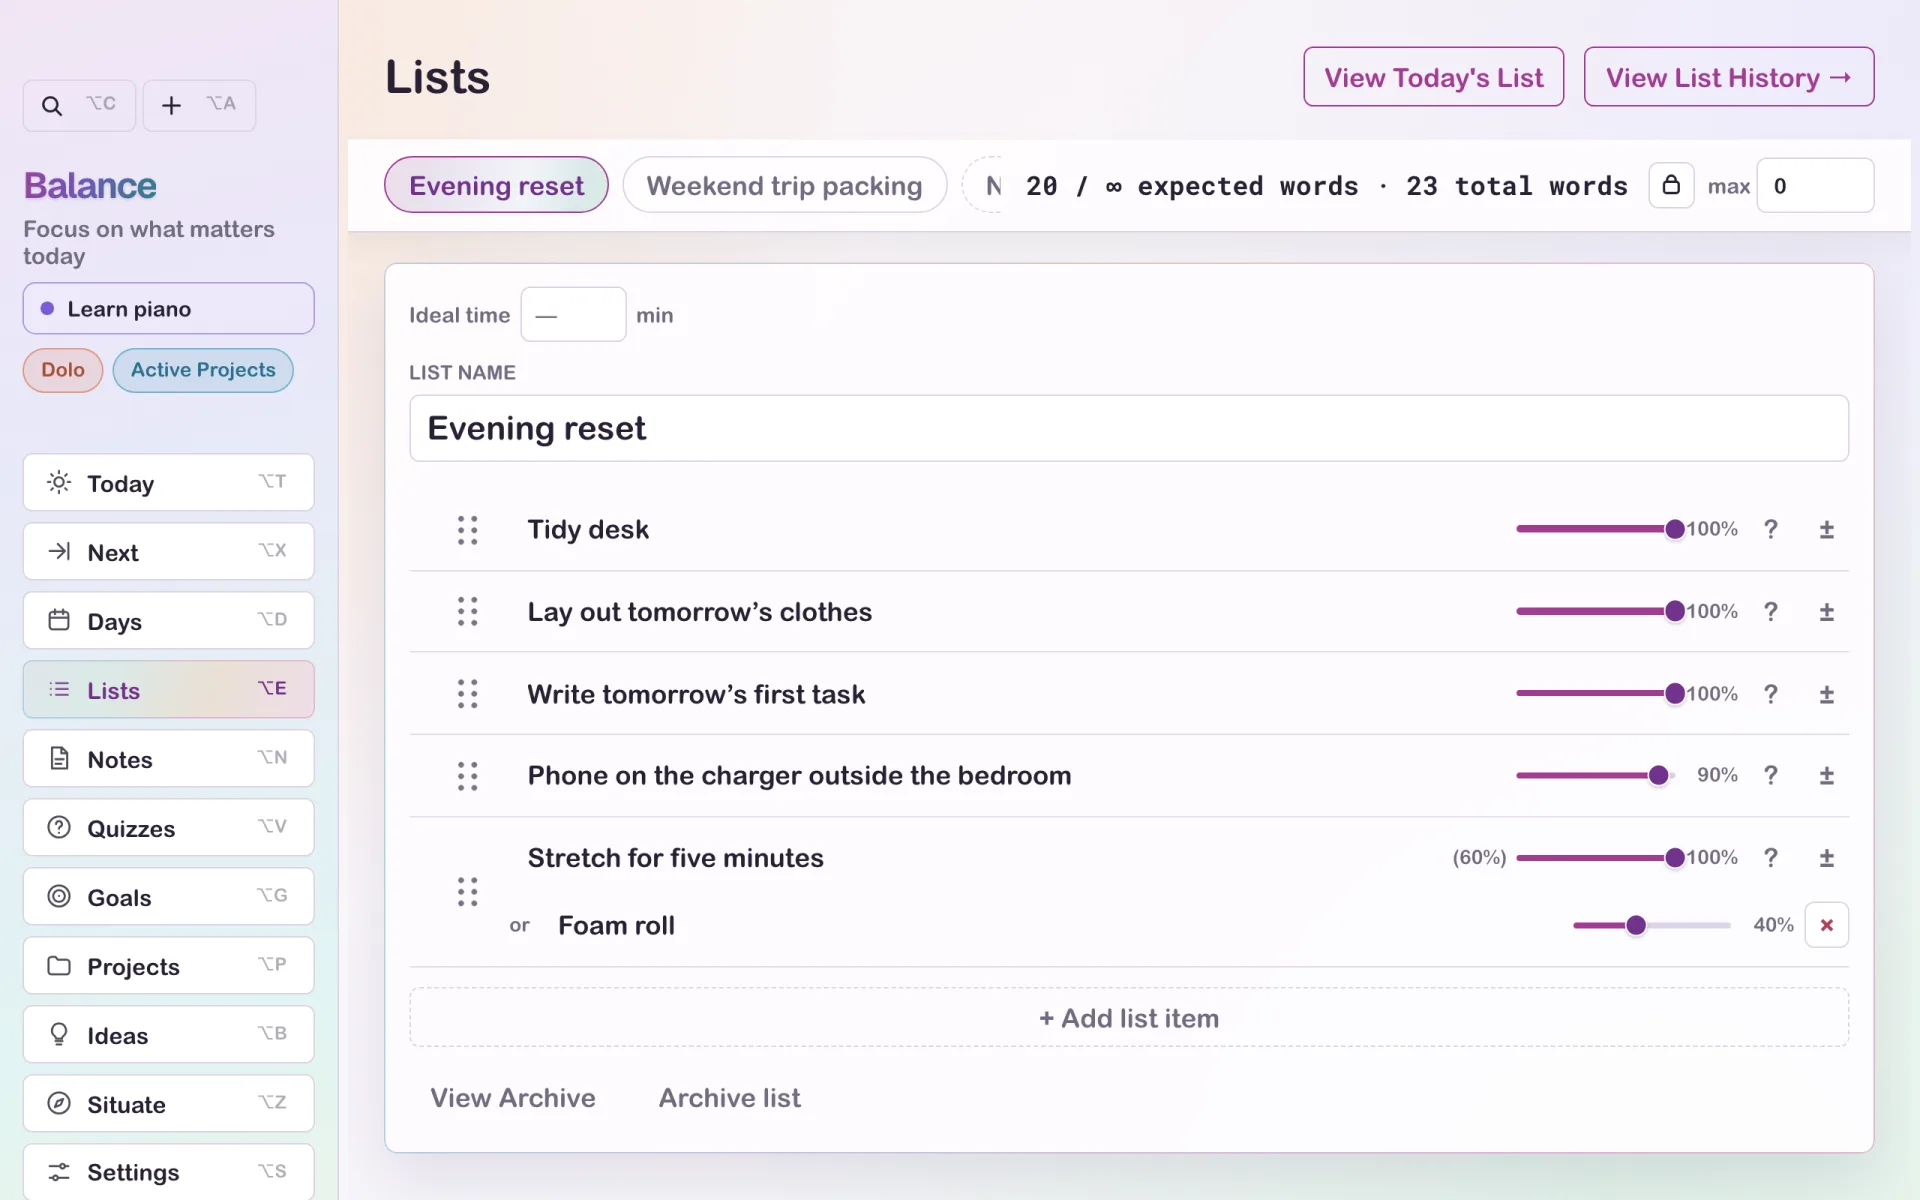 ⌥C
+ ⌥A
Balance
Focus on what matters
today
Learn piano
Dolo
Active Projects
Today ⌥T
Next ⌥X
Days ⌥D
Lists ⌥E
Notes ⌥N
Quizzes ⌥V
Goals ⌥G
Projects ⌥P
Ideas ⌥B
Situate ⌥Z
Settings ⌥S
Lists
View Today's List
View List History →
Evening reset
Weekend trip packing
N
20 / ∞ expected words · 23 total words
max 0
Ideal time — min
LIST NAME
Evening reset
Tidy desk 100% ? ±
Lay out tomorrow’s clothes 100% ? ±
Write tomorrow’s first task 100% ? ±
Phone on the charger outside the bedroom 90% ? ±
Stretch for five minutes (60%) 100% ? ±
or Foam roll 40% ×
+ Add list item
View Archive
Archive list